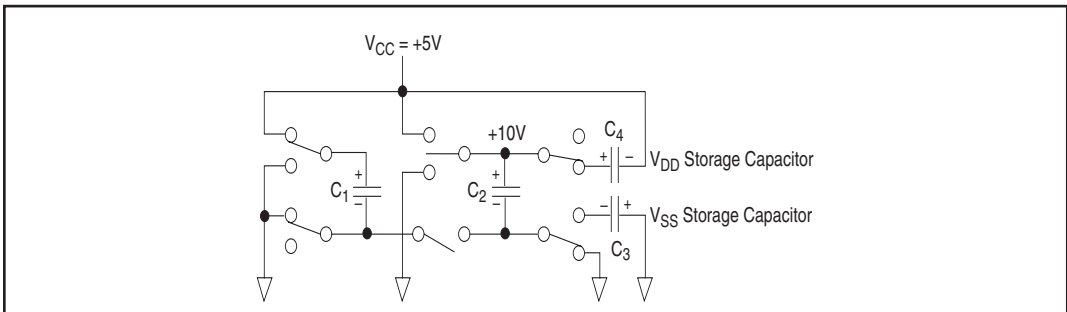 V_CC = +5V
+10V
C_4
+ −
V_DD Storage Capacitor
+
C_1
−
+
C_2
−
− +
V_SS Storage Capacitor
C_3